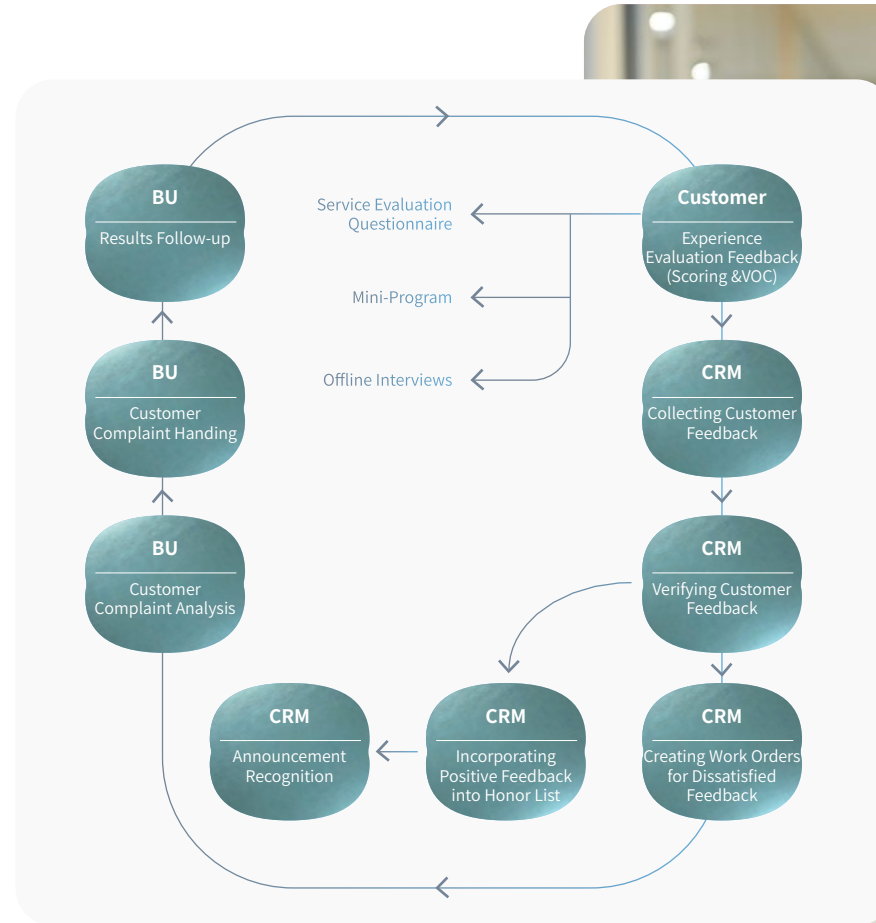 BU
Results Follow-up
Service Evaluation
Questionnaire
Mini-Program
Offline Interviews
Customer
Experience
Evaluation Feedback
(Scoring &VOC)
BU
Customer
Complaint Handing
CRM
Collecting Customer
Feedback
BU
Customer
Complaint Analysis
CRM
Verifying Customer
Feedback
CRM
Announcement
Recognition
CRM
Incorporating
Positive Feedback
into Honor List
CRM
Creating Work Orders
for Dissatisfied
Feedback